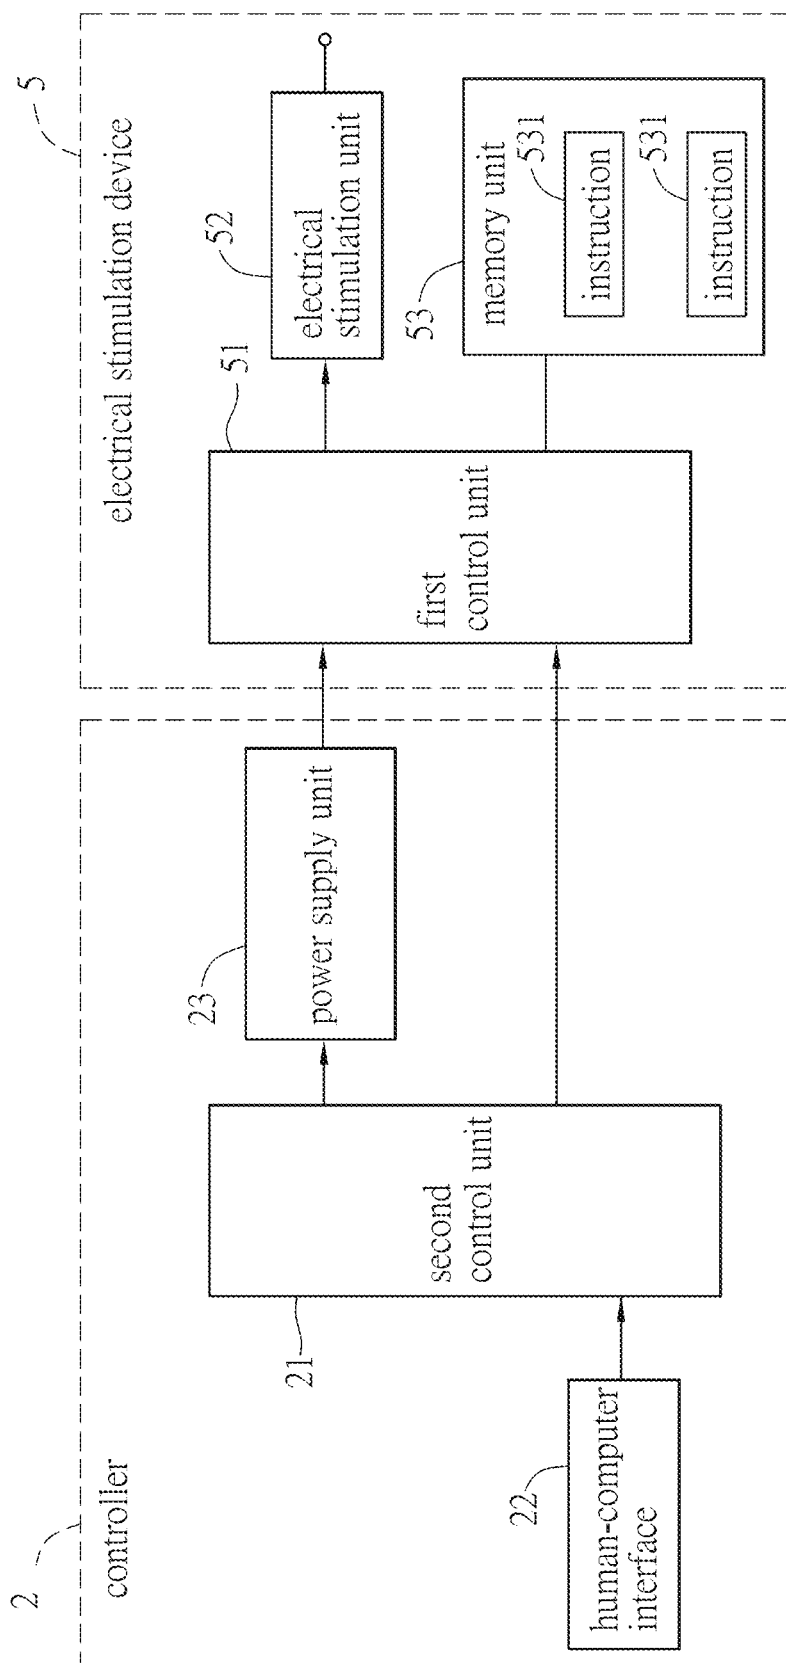 2
controller
22
human-computer
interface
21
second
control unit
23
power supply unit
5
electrical stimulation device
51
first
control unit
52
electrical
stimulation unit
53
memory unit
531
instruction
531
instruction